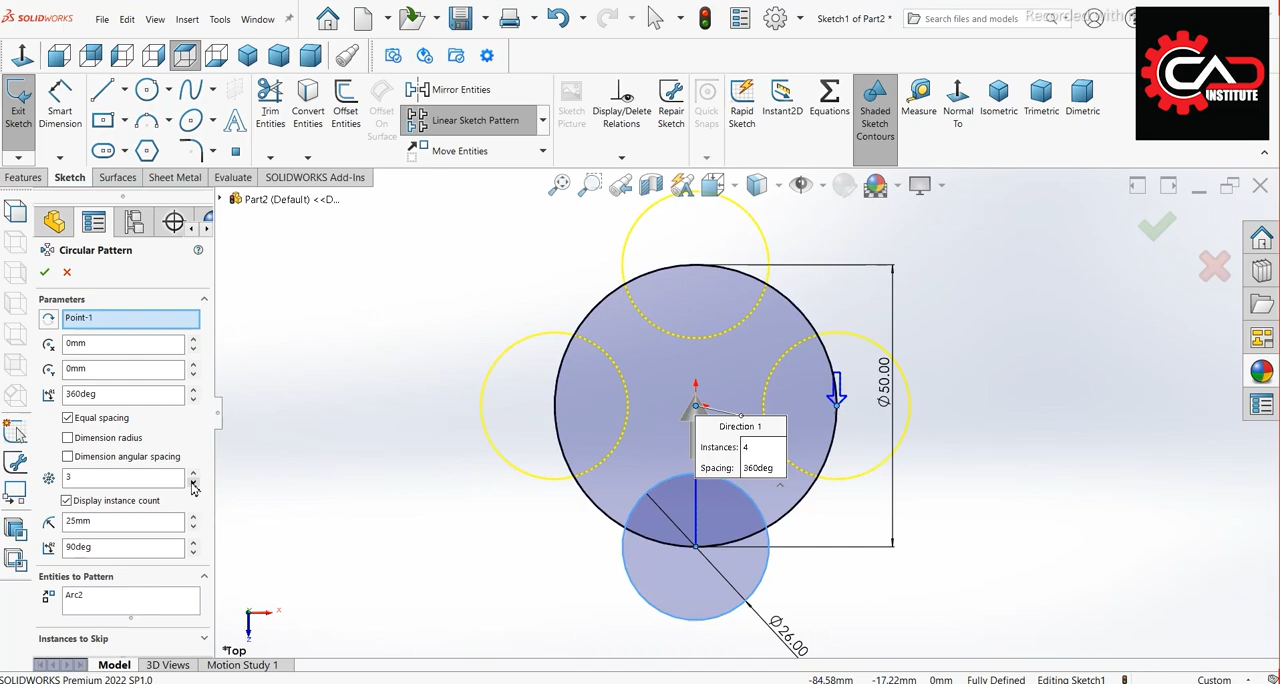 SOLIDWORKS
File
Edit
View
Insert
Tools
Window
Sketch1 of Part2 *
Search files and models
Recorded with
CAD
INSTITUTE
Exit Sketch
Smart Dimension
Trim Entities
Convert Entities
Offset Entities
Offset On Surface
Mirror Entities
Linear Sketch Pattern
Move Entities
Sketch Picture
Display/Delete Relations
Repair Sketch
Quick Snaps
Rapid Sketch
Instant2D
Equations
Shaded Sketch Contours
Measure
Normal To
Isometric
Trimetric
Dimetric
Features
Sketch
Surfaces
Sheet Metal
Evaluate
SOLIDWORKS Add-Ins
Part2 (Default) <<D...
Circular Pattern
Parameters
Point-1
0mm
0mm
360deg
Equal spacing
Dimension radius
Dimension angular spacing
3
Display instance count
25mm
90deg
Entities to Pattern
Arc2
Instances to Skip
Direction 1
Instances: 4
Spacing: 360deg
Ø50.00
Ø26.00
x
z
*Top
Model
3D Views
Motion Study 1
SOLIDWORKS Premium 2022 SP1.0
-84.58mm
-17.22mm
0mm
Fully Defined
Editing Sketch1
Custom